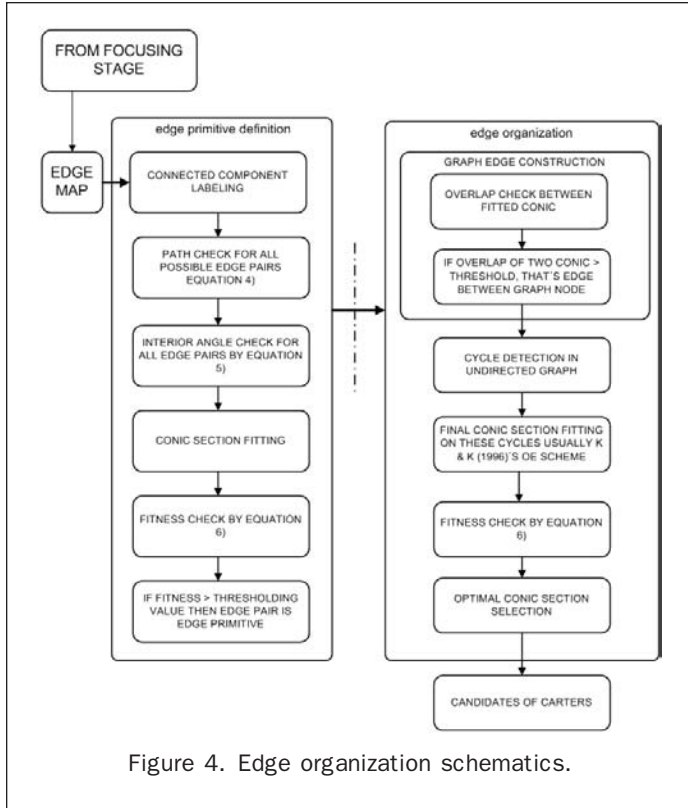 FROM FOCUSING
STAGE
EDGE
MAP
edge primitive definition
CONNECTED COMPONENT
LABELING
PATH CHECK FOR ALL
POSSIBLE EDGE PAIRS
EQUATION 4)
INTERIOR ANGLE CHECK FOR
ALL EDGE PAIRS BY EQUATION
5)
CONIC SECTION FITTING
FITNESS CHECK BY EQUATION
6)
IF FITNESS > THRESHOLDING
VALUE THEN EDGE PAIR IS
EDGE PRIMITIVE
edge organization
GRAPH EDGE CONSTRUCTION
OVERLAP CHECK BETWEEN
FITTED CONIC
IF OVERLAP OF TWO CONIC >
THRESHOLD, THAT´S EDGE
BETWEEN GRAPH NODE
CYCLE DETECTION IN
UNDIRECTED GRAPH
FINAL CONIC SECTION FITTING
ON THESE CYCLES USUALLY K
& K (1996)´S OE SCHEME
FITNESS CHECK BY EQUATION
6)
OPTIMAL CONIC SECTION
SELECTION
CANDIDATES OF CARTERS
Figure 4. Edge organization schematics.